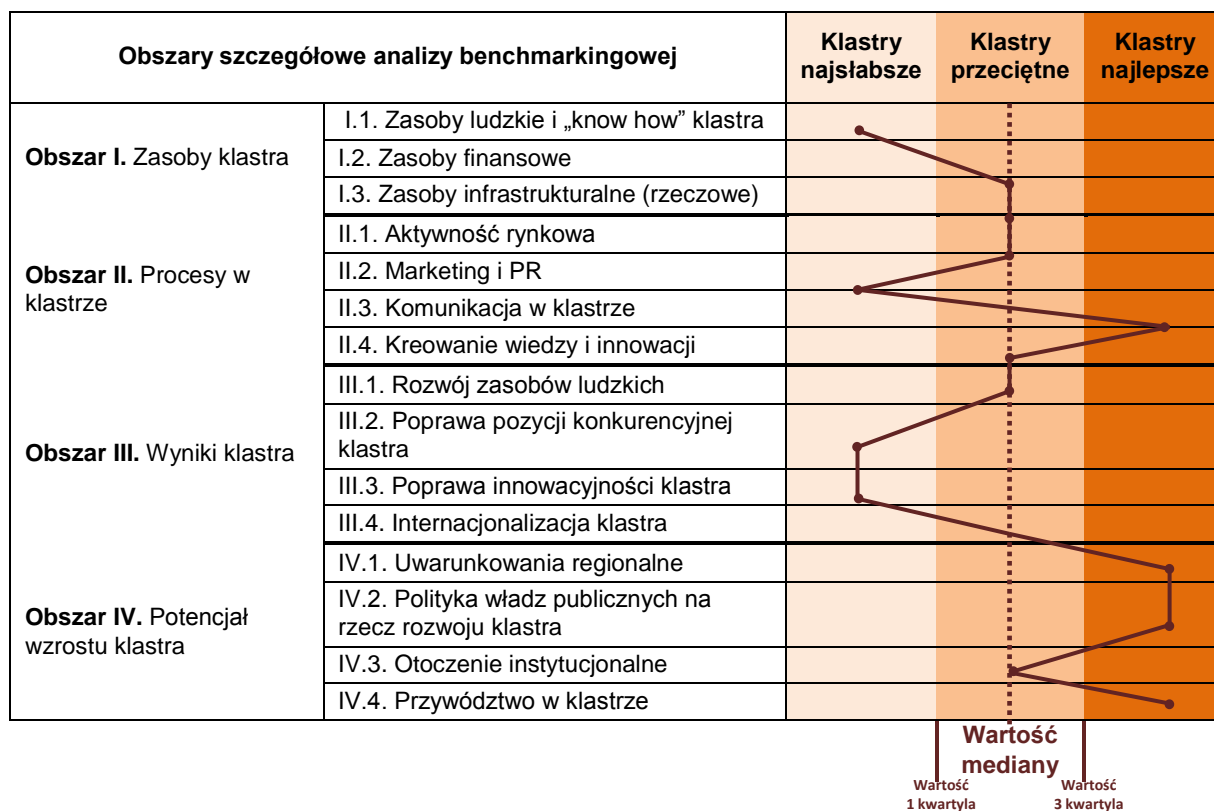 Obszary szczegółowe analizy benchmarkingowej
Klastry
najsłabsze
Klastry
przeciętne
Klastry
najlepsze
Obszar I. Zasoby klastra
I.1. Zasoby ludzkie i „know how” klastra
I.2. Zasoby finansowe
I.3. Zasoby infrastrukturalne (rzeczowe)
Obszar II. Procesy w
klastrze
II.1. Aktywność rynkowa
II.2. Marketing i PR
II.3. Komunikacja w klastrze
II.4. Kreowanie wiedzy i innowacji
Obszar III. Wyniki klastra
III.1. Rozwój zasobów ludzkich
III.2. Poprawa pozycji konkurencyjnej
klastra
III.3. Poprawa innowacyjności klastra
III.4. Internacjonalizacja klastra
Obszar IV. Potencjał
wzrostu klastra
IV.1. Uwarunkowania regionalne
IV.2. Polityka władz publicznych na
rzecz rozwoju klastra
IV.3. Otoczenie instytucjonalne
IV.4. Przywództwo w klastrze
Wartość
mediany
Wartość
1 kwartyla
Wartość
3 kwartyla